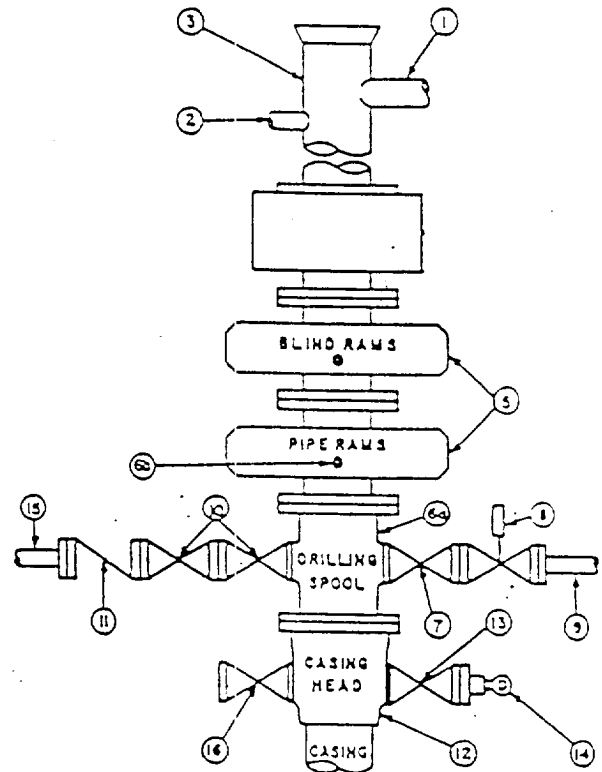 3
1
2
BLIND RAMS
5
PIPE RAMS
6b
6a
8
15
10
DRILLING
SPOOL
11
7
9
13
CASING
HEAD
16
12
14
CASING